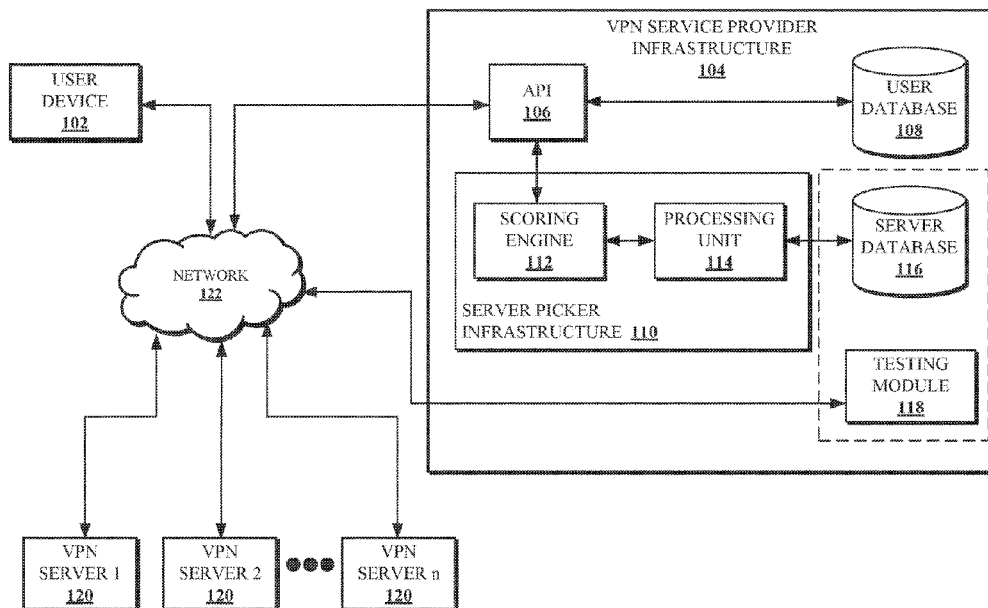 VPN SERVICE PROVIDER
INFRASTRUCTURE
104
USER
DEVICE
102
API
106
USER
DATABASE
108
SCORING
ENGINE
112
PROCESSING
UNIT
114
SERVER
DATABASE
116
SERVER PICKER
INFRASTRUCTURE 110
NETWORK
122
TESTING
MODULE
118
VPN
SERVER 1
120
VPN
SERVER 2
120
VPN
SERVER n
120